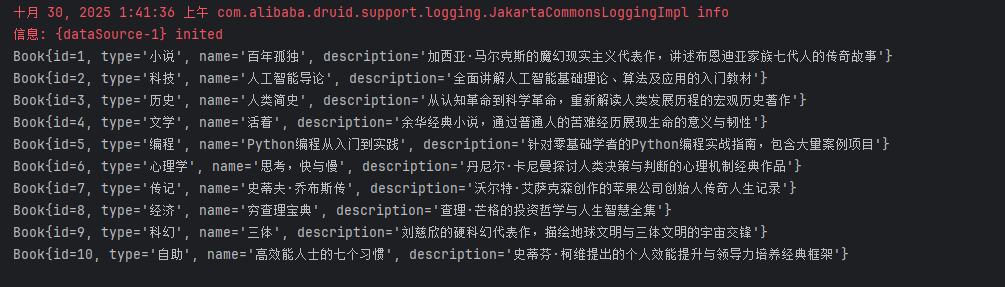 十月 30, 2025 1:41:36 上午 com.alibaba.druid.support.logging.JakartaCommonsLoggingImpl info
信息: {dataSource-1} inited
Book{id=1, type='小说', name='百年孤独', description='加西亚·马尔克斯的魔幻现实主义代表作，讲述布恩迪亚家族七代人的传奇故事'}
Book{id=2, type='科技', name='人工智能导论', description='全面讲解人工智能基础理论、算法及应用的入门教材'}
Book{id=3, type='历史', name='人类简史', description='从认知革命到科学革命，重新解读人类发展历程的宏观历史著作'}
Book{id=4, type='文学', name='活着', description='余华经典小说，通过普通人的苦难经历展现生命的意义与韧性'}
Book{id=5, type='编程', name='Python编程从入门到实践', description='针对零基础学者的Python编程实战指南，包含大量案例项目'}
Book{id=6, type='心理学', name='思考，快与慢', description='丹尼尔·卡尼曼探讨人类决策与判断的心理机制经典作品'}
Book{id=7, type='传记', name='史蒂夫·乔布斯传', description='沃尔特·艾萨克森创作的苹果公司创始人传奇人生记录'}
Book{id=8, type='经济', name='穷查理宝典', description='查理·芒格的投资哲学与人生智慧全集'}
Book{id=9, type='科幻', name='三体', description='刘慈欣的硬科幻代表作，描绘地球文明与三体文明的宇宙交锋'}
Book{id=10, type='自助', name='高效能人士的七个习惯', description='史蒂芬·柯维提出的个人效能提升与领导力培养经典框架'}